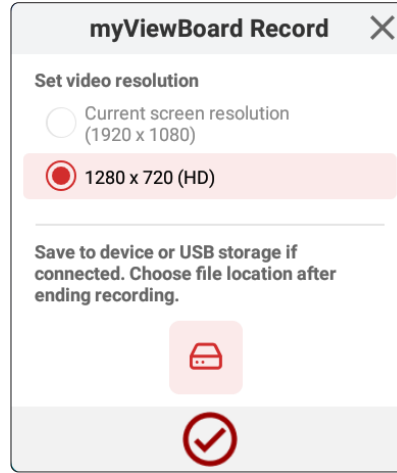 myViewBoard Record
Set video resolution
Current screen resolution
(1920 x 1080)
1280 x 720 (HD)
Save to device or USB storage if
connected. Choose file location after
ending recording.